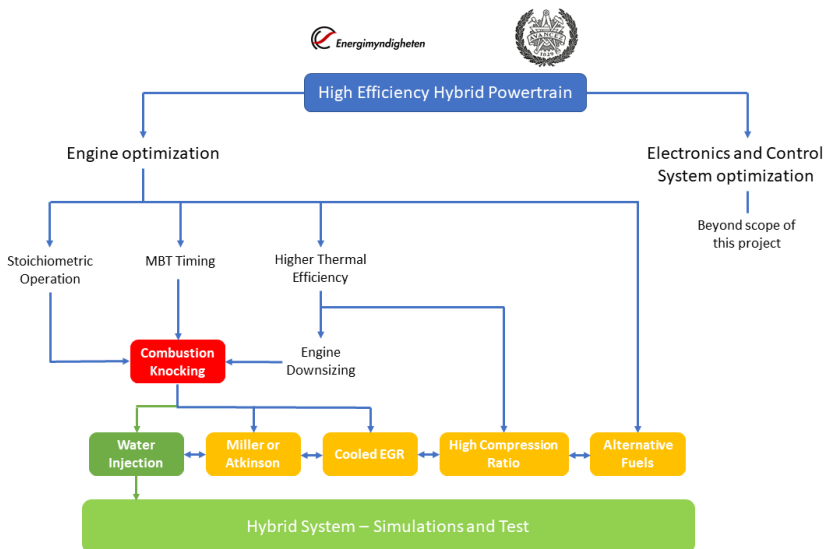 Energimyndigheten
AVANCEZ
1829
High Efficiency Hybrid Powertrain
Engine optimization
Electronics and Control
System optimization
Beyond scope of
this project
Stoichiometric
Operation
MBT Timing
Higher Thermal
Efficiency
Combustion
Knocking
Engine
Downsizing
Water
Injection
Miller or
Atkinson
Cooled EGR
High Compression
Ratio
Alternative
Fuels
Hybrid System – Simulations and Test